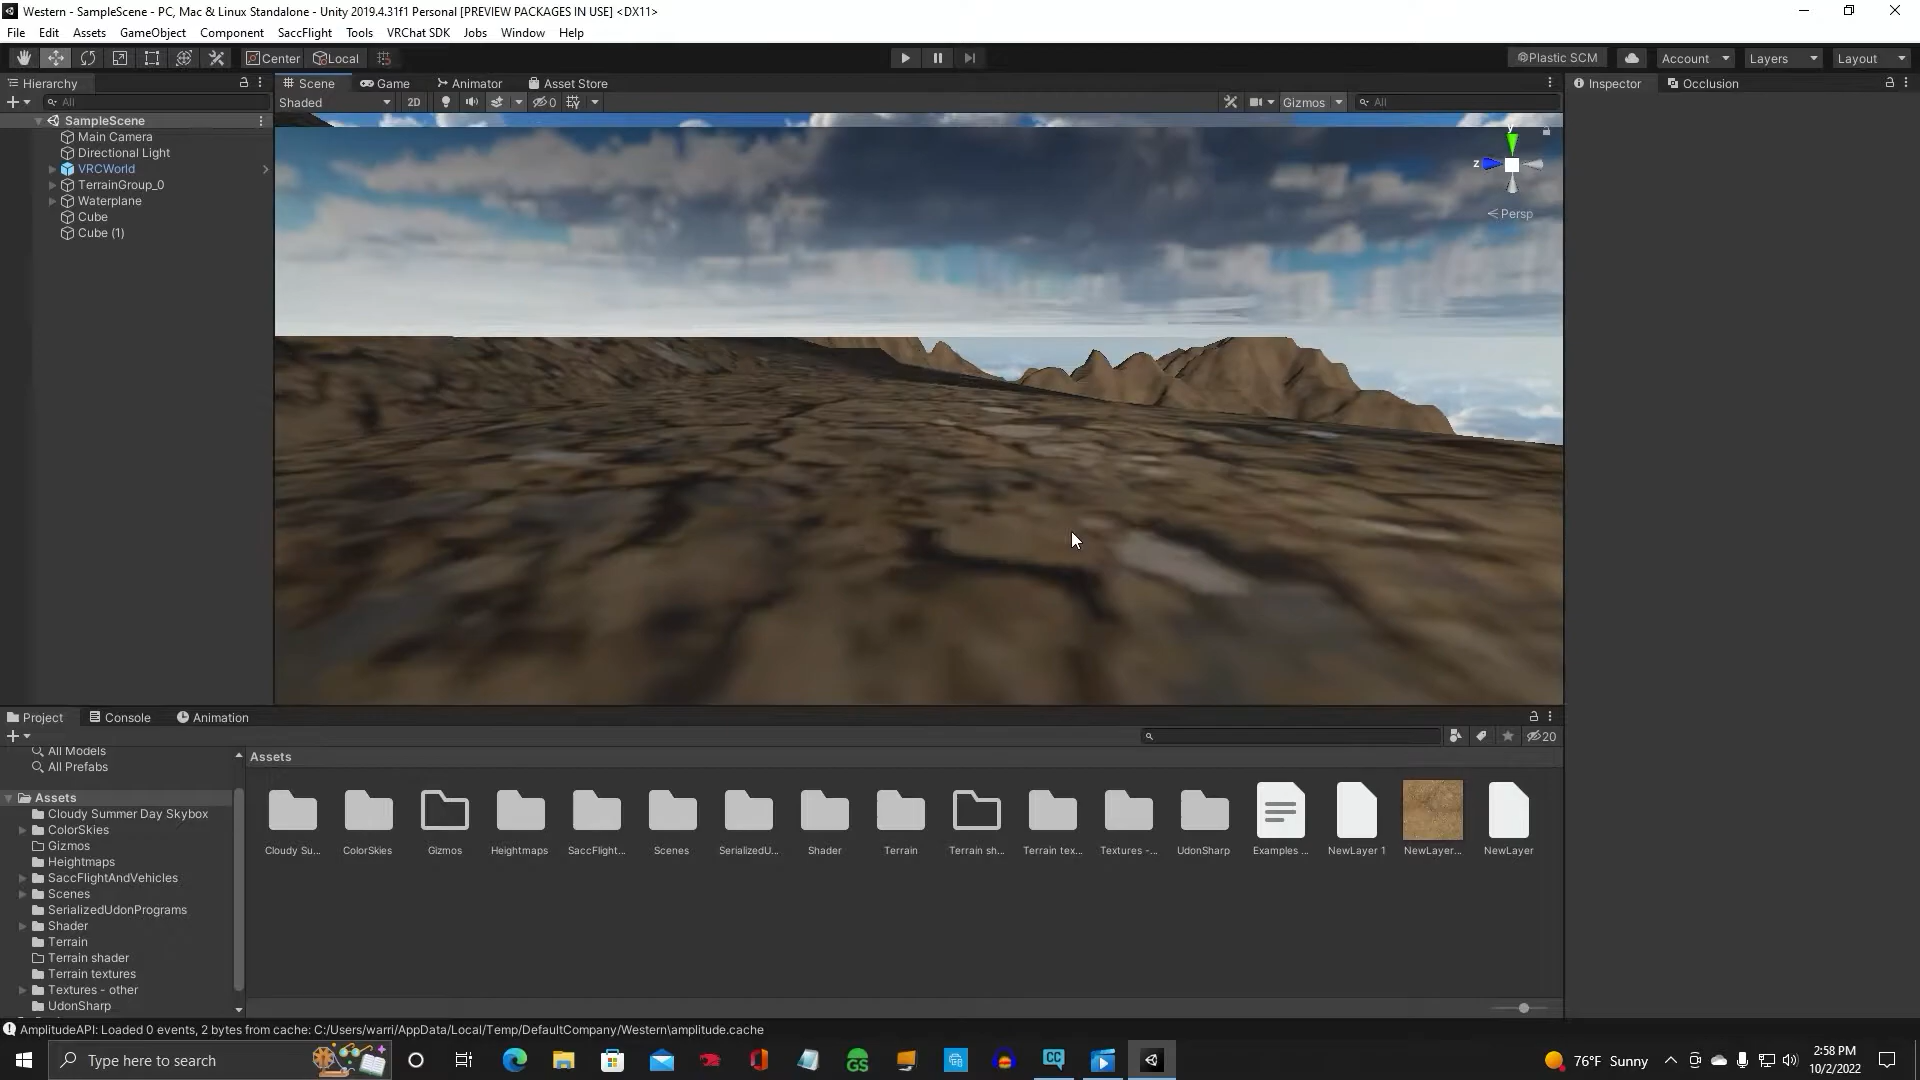 Western - SampleScene - PC, Mac & Linux Standalone - Unity 2019.4.31f1 Personal [PREVIEW PACKAGES IN USE] <DX11>
File Edit Assets GameObject Component SaccFlight Tools VRChat SDK Jobs Window Help
Center Local Plastic SCM Account Layers Layout
Hierarchy Scene Game Animator Asset Store Inspector Occlusion
All Shaded 2D 0 Gizmos All
SampleScene
Main Camera
Directional Light
VRCWorld
TerrainGroup_0
Waterplane
Cube
Cube (1)
y
z
Persp
Project Console Animation
20
All Models
All Prefabs
Assets
Cloudy Summer Day Skybox
ColorSkies
Gizmos
Heightmaps
SaccFlightAndVehicles
Scenes
SerializedUdonPrograms
Shader
Terrain
Terrain shader
Terrain textures
Textures - other
UdonSharp
Assets
Cloudy Su... ColorSkies Gizmos Heightmaps SaccFlight... Scenes SerializedU... Shader Terrain Terrain sh... Terrain tex... Textures -... UdonSharp Examples ... NewLayer 1 NewLayer... NewLayer
AmplitudeAPI: Loaded 0 events, 2 bytes from cache: C:/Users/warri/AppData/Local/Temp/DefaultCompany/Western\amplitude.cache
Type here to search
GS
CC
76°F Sunny
2:58 PM
10/2/2022